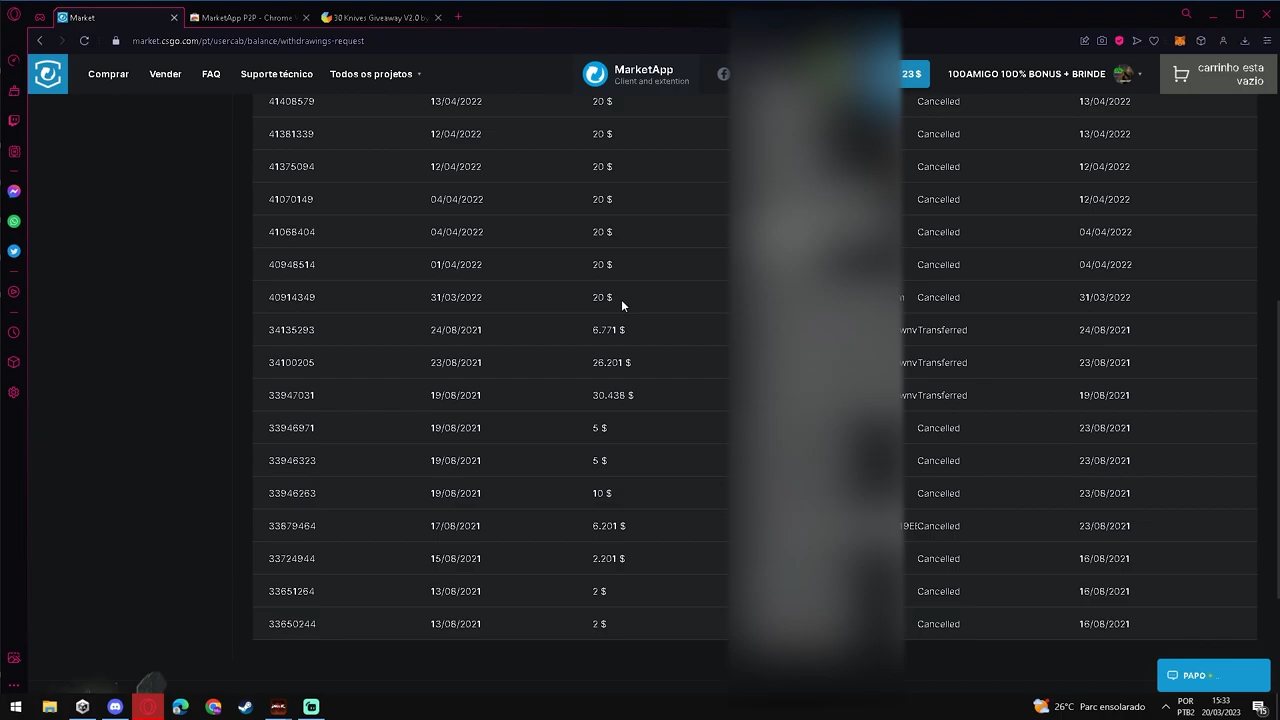 Market
MarketApp P2P - Chrome
30 Knives Giveaway V2.0 by
market.csgo.com/pt/usercab/balance/withdrawings-request
Comprar Vender FAQ Suporte técnico Todos os projetos
MarketApp
Client and extention
23 $
100AMIGO 100% BONUS + BRINDE
carrinho esta
vazio
41408579 13/04/2022 20 $ Cancelled 13/04/2022
41381339 12/04/2022 20 $ Cancelled 13/04/2022
41375094 12/04/2022 20 $ Cancelled 12/04/2022
41070149 04/04/2022 20 $ Cancelled 12/04/2022
41068404 04/04/2022 20 $ Cancelled 04/04/2022
40948514 01/04/2022 20 $ Cancelled 04/04/2022
40914349 31/03/2022 20 $ Cancelled 31/03/2022
34135293 24/08/2021 6.771 $ wnvTransferred 24/08/2021
34100205 23/08/2021 26.201 $ wnvTransferred 23/08/2021
33947031 19/08/2021 30.438 $ wnvTransferred 19/08/2021
33946971 19/08/2021 5 $ Cancelled 23/08/2021
33946323 19/08/2021 5 $ Cancelled 23/08/2021
33946263 19/08/2021 10 $ Cancelled 23/08/2021
33879464 17/08/2021 6.201 $ Cancelled 23/08/2021
33724944 15/08/2021 2.201 $ Cancelled 16/08/2021
33651264 13/08/2021 2 $ Cancelled 16/08/2021
33650244 13/08/2021 2 $ Cancelled 16/08/2021
PAPO
26°C Parc ensolarado
POR
PTB2
15:33
20/03/2023
15